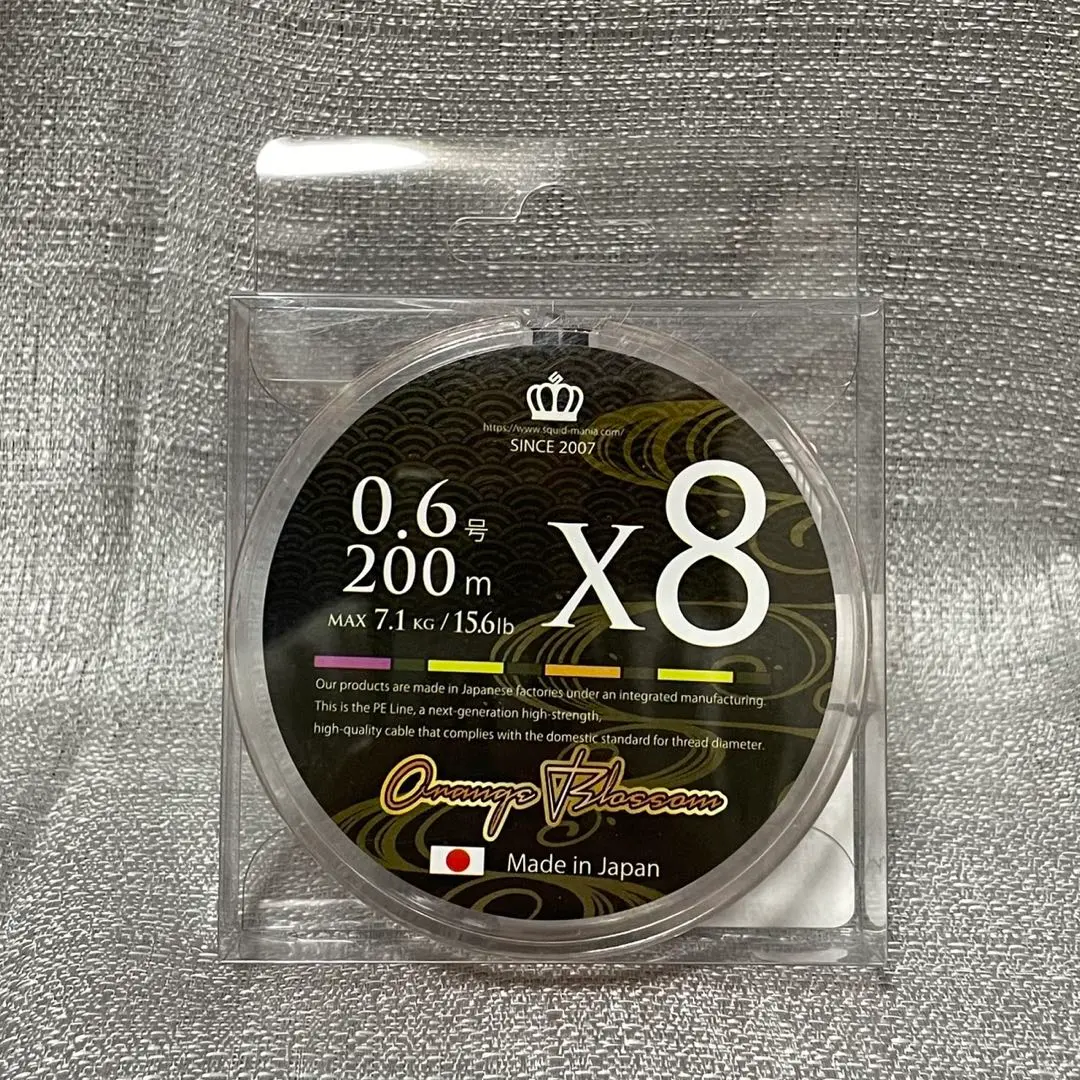 https://www.squid-mania.com/
SINCE 2007
0.6号
200m
MAX 7.1 KG / 15.6lb
X8
Our products are made in Japanese factories under an integrated manufacturing.
This is the PE Line, a next-generation high-strength,
high-quality cable that complies with the domestic standard for thread diameter.
Orange Blossom
Made in Japan